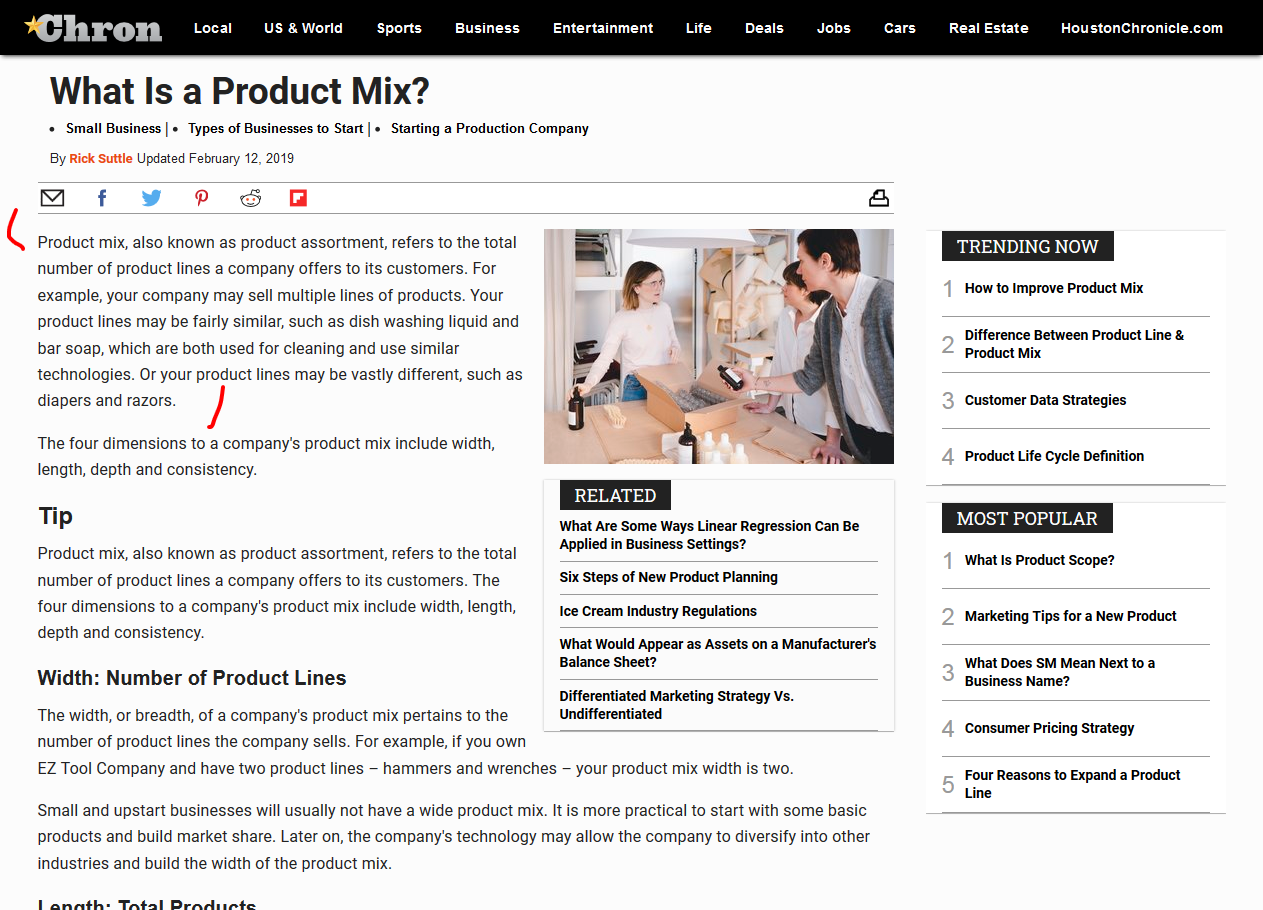 Chron
Local US & World Sports Business Entertainment Life Deals Jobs Cars Real Estate HoustonChronicle.com
What Is a Product Mix?
• Small Business | • Types of Businesses to Start | • Starting a Production Company
By Rick Suttle Updated February 12, 2019
Product mix, also known as product assortment, refers to the total
number of product lines a company offers to its customers. For
example, your company may sell multiple lines of products. Your
product lines may be fairly similar, such as dish washing liquid and
bar soap, which are both used for cleaning and use similar
technologies. Or your product lines may be vastly different, such as
diapers and razors.
The four dimensions to a company's product mix include width,
length, depth and consistency.
Tip
Product mix, also known as product assortment, refers to the total
number of product lines a company offers to its customers. The
four dimensions to a company's product mix include width, length,
depth and consistency.
Width: Number of Product Lines
The width, or breadth, of a company's product mix pertains to the
number of product lines the company sells. For example, if you own
EZ Tool Company and have two product lines – hammers and wrenches – your product mix width is two.
Small and upstart businesses will usually not have a wide product mix. It is more practical to start with some basic
products and build market share. Later on, the company's technology may allow the company to diversify into other
industries and build the width of the product mix.
Length: Total Products
RELATED
What Are Some Ways Linear Regression Can Be
Applied in Business Settings?
Six Steps of New Product Planning
Ice Cream Industry Regulations
What Would Appear as Assets on a Manufacturer's
Balance Sheet?
Differentiated Marketing Strategy Vs.
Undifferentiated
TRENDING NOW
1 How to Improve Product Mix
2 Difference Between Product Line &
Product Mix
3 Customer Data Strategies
4 Product Life Cycle Definition
MOST POPULAR
1 What Is Product Scope?
2 Marketing Tips for a New Product
3 What Does SM Mean Next to a
Business Name?
4 Consumer Pricing Strategy
5 Four Reasons to Expand a Product
Line